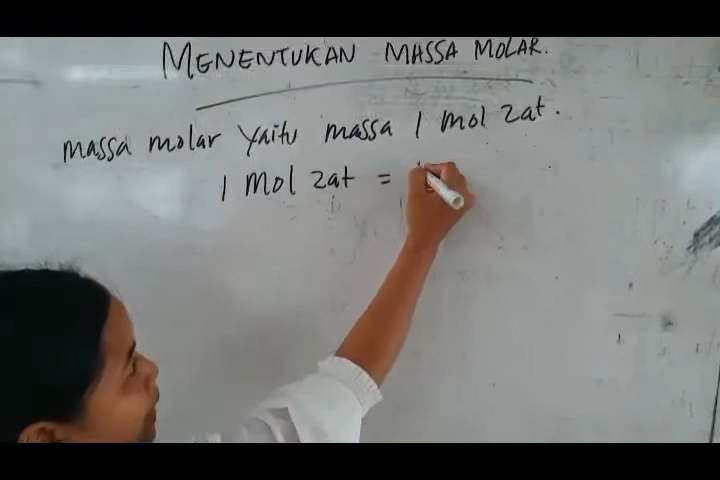 MENENTUKAN MASSA MOLAR.
massa molar yaitu massa 1 mol zat.
1 mol zat =